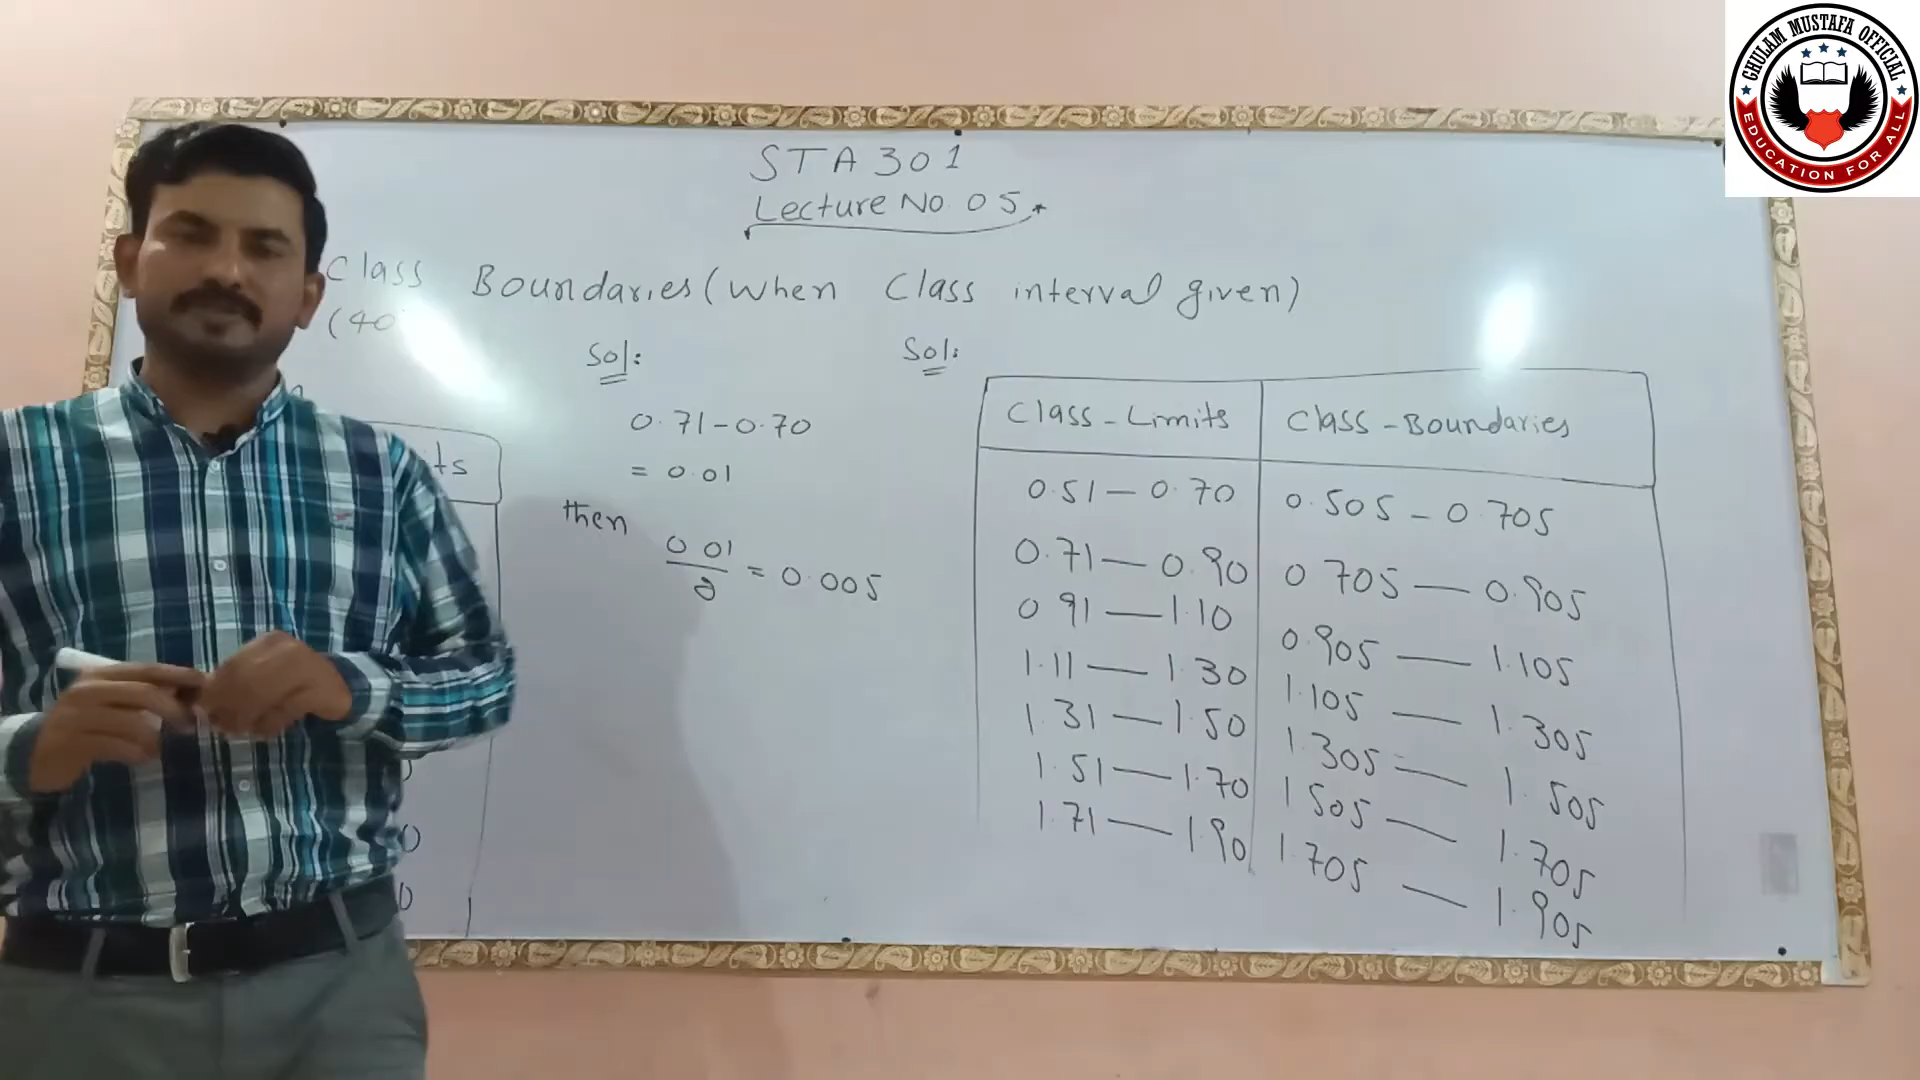 STA301
Lecture No. 05
Class Boundaries (when Class interval given)
(40
Sol:
0.71-0.70
= 0.01
then
0.01
2
= 0.005
Sol:
Class-Limits Class-Boundaries
0.51-0.70 0.505-0.705
0.71-0.90 0.705-0.905
0.91-1.10 0.905-1.105
1.11-1.30 1.105-1.305
1.31-1.50 1.305-1.505
1.51-1.70 1.505-1.705
1.71-1.90 1.705-1.905
GHULAM MUSTAFA OFFICIAL
EDUCATION FOR ALL